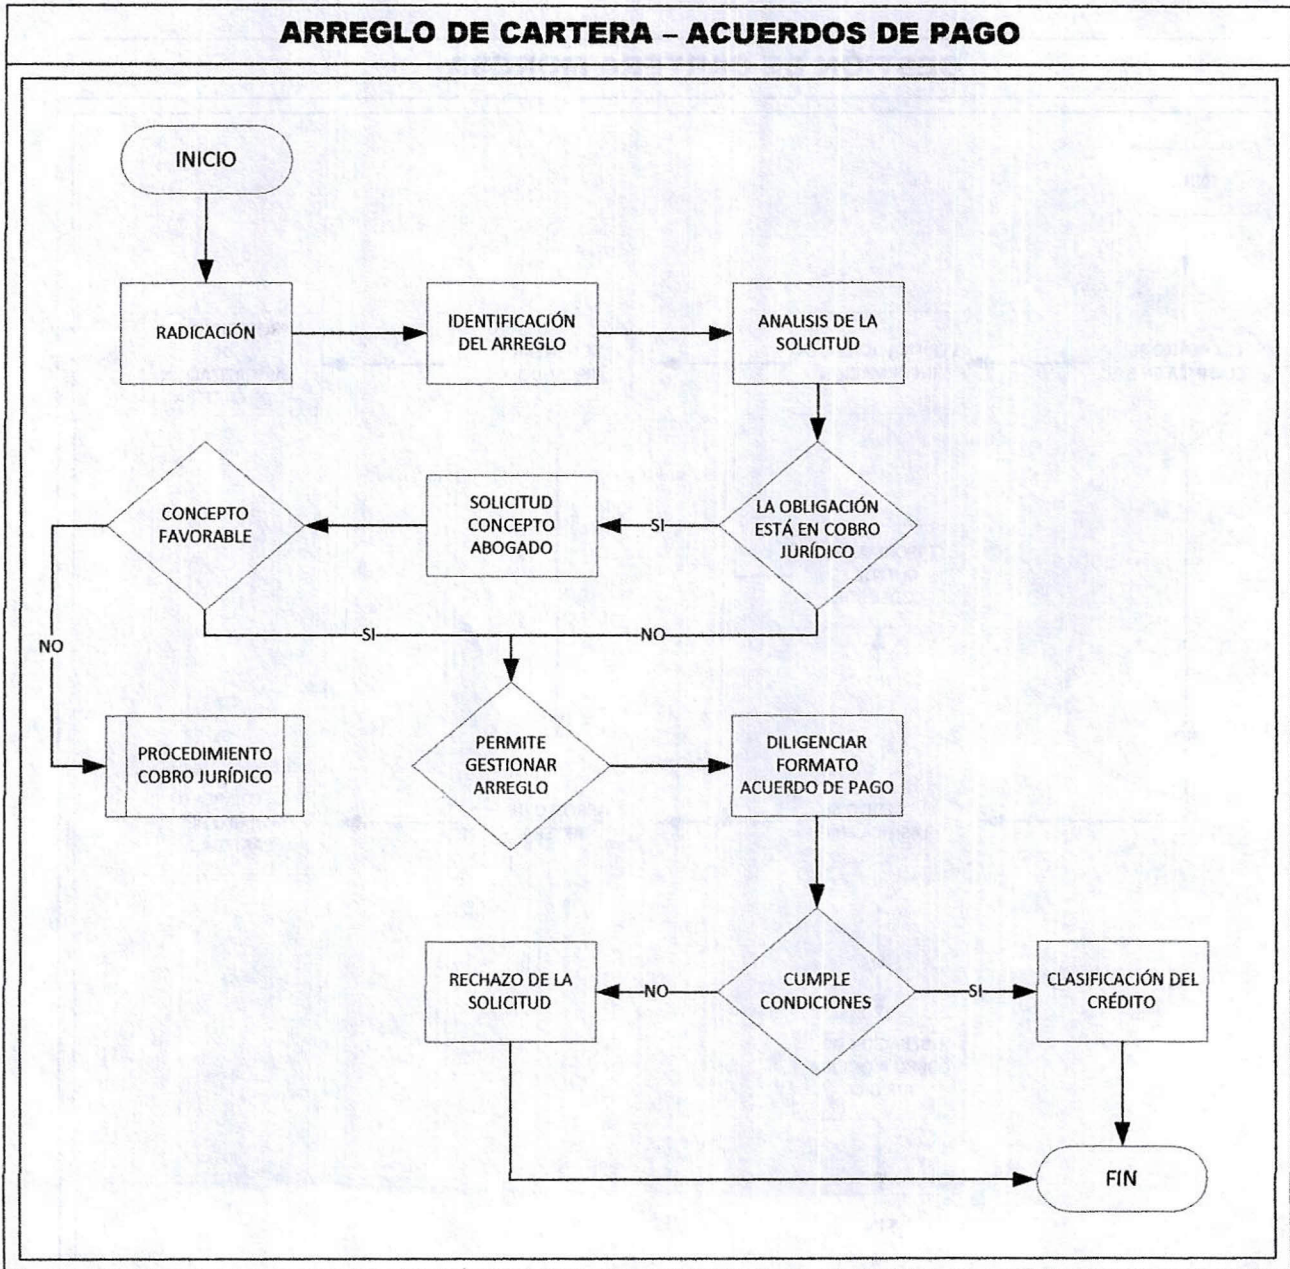 ARREGLO DE CARTERA – ACUERDOS DE PAGO
INICIO
RADICACIÓN
IDENTIFICACIÓN
DEL ARREGLO
ANALISIS DE LA
SOLICITUD
CONCEPTO
FAVORABLE
SOLICITUD
CONCEPTO
ABOGADO
SI
LA OBLIGACIÓN
ESTÁ EN COBRO
JURÍDICO
NO
SI
NO
PROCEDIMIENTO
COBRO JURÍDICO
PERMITE
GESTIONAR
ARREGLO
DILIGENCIAR
FORMATO
ACUERDO DE PAGO
RECHAZO DE LA
SOLICITUD
NO
CUMPLE
CONDICIONES
SI
CLASIFICACIÓN DEL
CRÉDITO
FIN